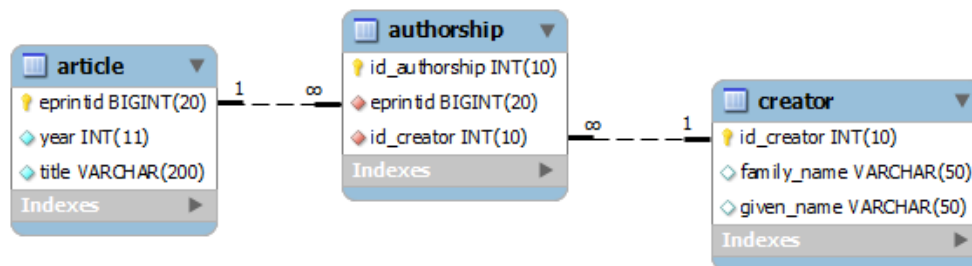 article
eprintid BIGINT(20)
year INT(11)
title VARCHAR(200)
Indexes
1
∞
authorship
id_authorship INT(10)
eprintid BIGINT(20)
id_creator INT(10)
Indexes
∞
1
creator
id_creator INT(10)
family_name VARCHAR(50)
given_name VARCHAR(50)
Indexes